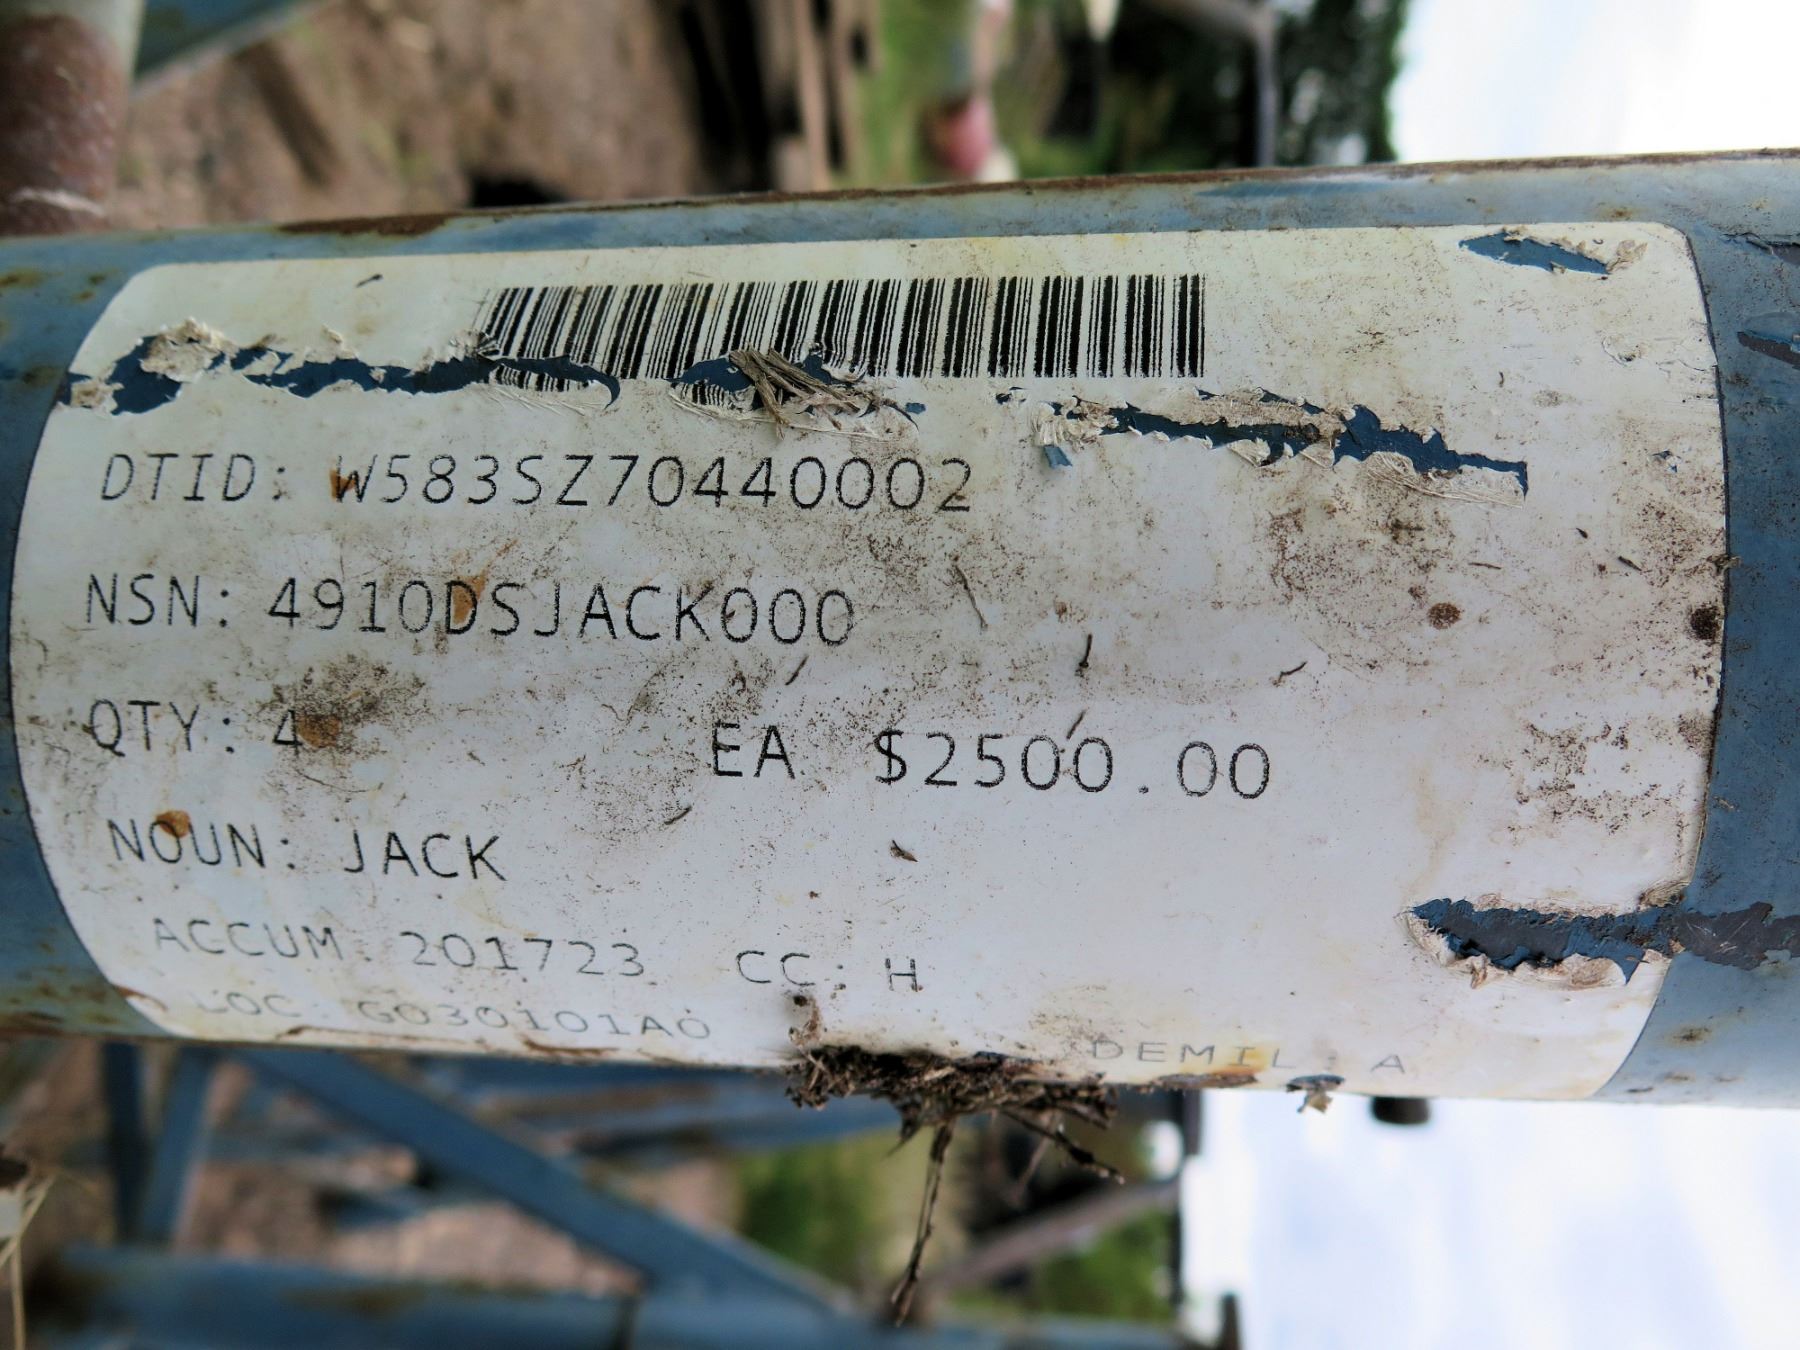 DTID: W583SZ70440002
NSN: 4910DSJACK000
QTY: 4 EA $2500.00
NOUN: JACK
ACCUM: 201723 CC: H
LOC: G030101A0 DEMIL: A